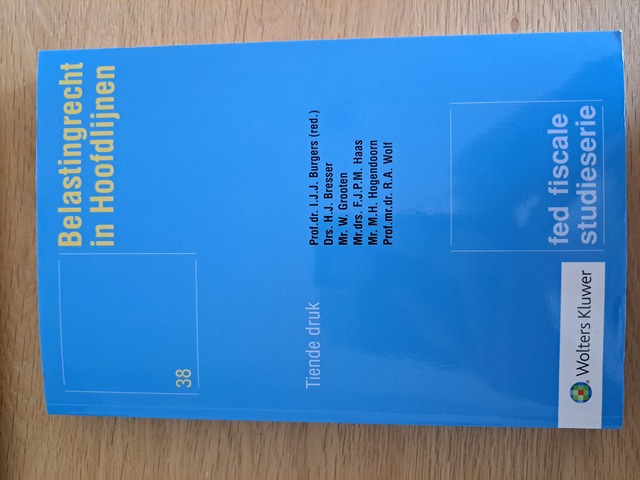 Belastingrecht
in Hoofdlijnen
38
Prof.dr. I.J.J. Burgers (red.)
Drs. H.J. Bresser
Mr. W. Grooten
Mr.drs. F.J.P.M. Haas
Mr. M.H. Hogendoorn
Prof.mr.dr. R.A. Wolf
Tiende druk
fed fiscale
studieserie
Wolters Kluwer